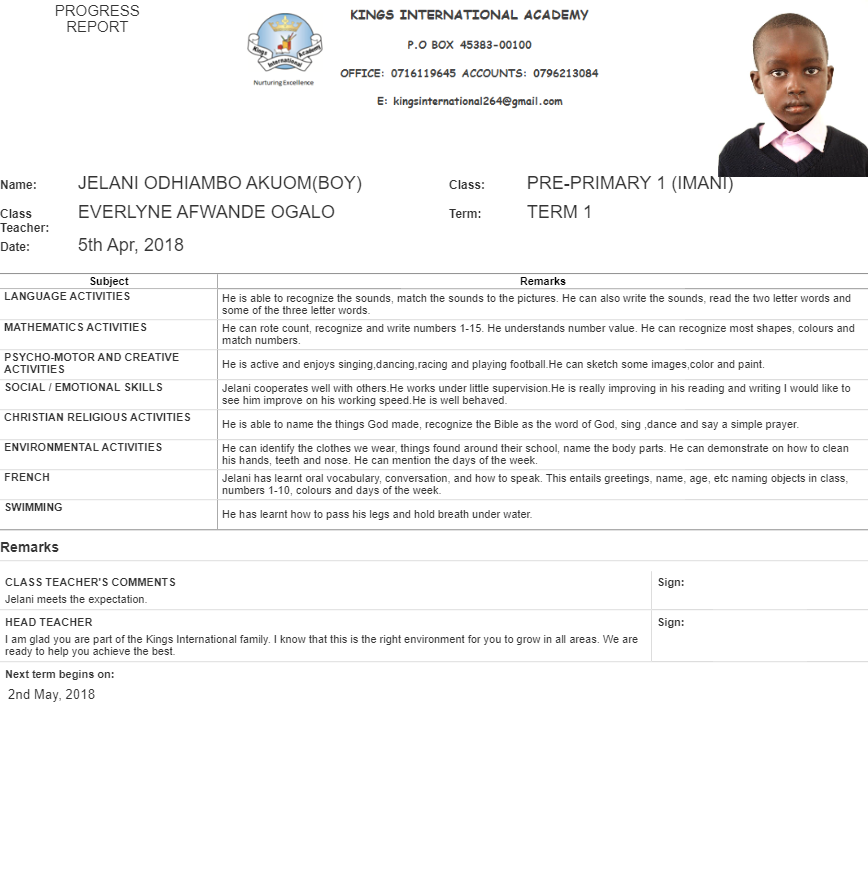 PROGRESS
REPORT
KINGS INTERNATIONAL ACADEMY
P.O BOX 45383-00100
OFFICE: 0716119645 ACCOUNTS: 0796213084
E: kingsinternational264@gmail.com
Kings International Academy
Nurturing Excellence
Name: JELANI ODHIAMBO AKUOM(BOY) Class: PRE-PRIMARY 1 (IMANI)
Class Teacher: EVERLYNE AFWANDE OGALO Term: TERM 1
Date: 5th Apr, 2018
Subject Remarks
LANGUAGE ACTIVITIES
He is able to recognize the sounds, match the sounds to the pictures. He can also write the sounds, read the two letter words and
some of the three letter words.
MATHEMATICS ACTIVITIES
He can rote count, recognize and write numbers 1-15. He understands number value. He can recognize most shapes, colours and
match numbers.
PSYCHO-MOTOR AND CREATIVE
ACTIVITIES
He is active and enjoys singing,dancing,racing and playing football.He can sketch some images,color and paint.
SOCIAL / EMOTIONAL SKILLS
Jelani cooperates well with others.He works under little supervision.He is really improving in his reading and writing I would like to
see him improve on his working speed.He is well behaved.
CHRISTIAN RELIGIOUS ACTIVITIES
He is able to name the things God made, recognize the Bible as the word of God, sing ,dance and say a simple prayer.
ENVIRONMENTAL ACTIVITIES
He can identify the clothes we wear, things found around their school, name the body parts. He can demonstrate on how to clean
his hands, teeth and nose. He can mention the days of the week.
FRENCH
Jelani has learnt oral vocabulary, conversation, and how to speak. This entails greetings, name, age, etc naming objects in class,
numbers 1-10, colours and days of the week.
SWIMMING
He has learnt how to pass his legs and hold breath under water.
Remarks
CLASS TEACHER'S COMMENTS Sign:
Jelani meets the expectation.
HEAD TEACHER Sign:
I am glad you are part of the Kings International family. I know that this is the right environment for you to grow in all areas. We are
ready to help you achieve the best.
Next term begins on:
2nd May, 2018